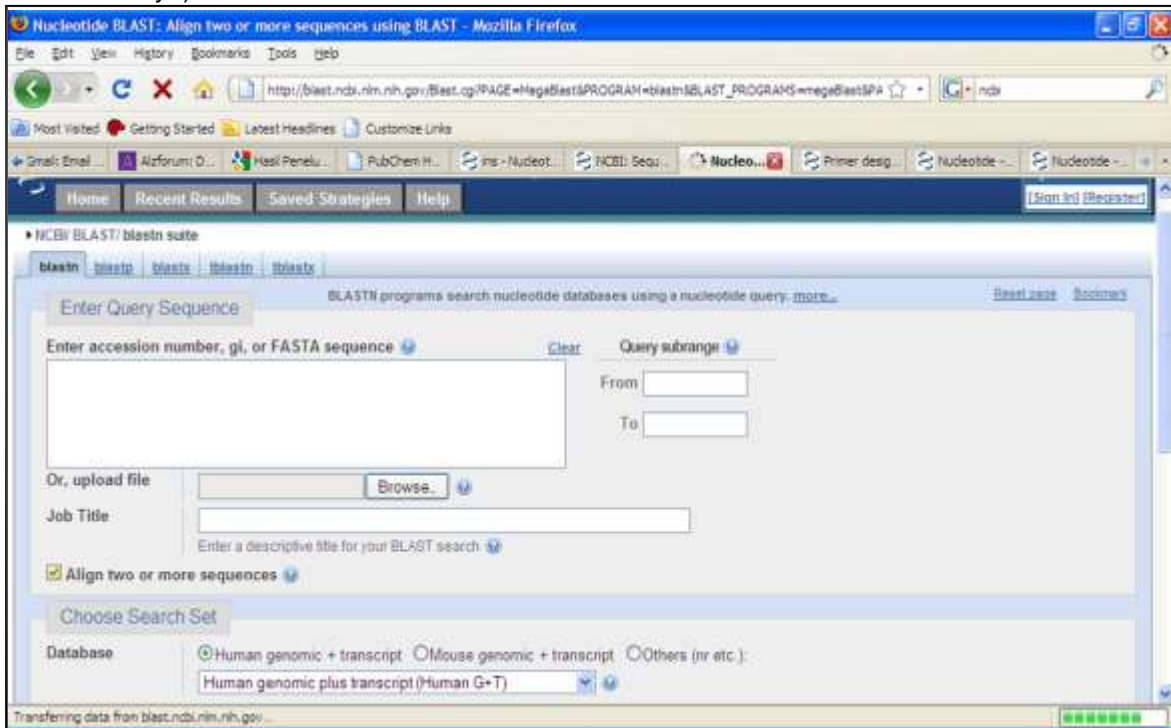 Nucleotide BLAST: Align two or more sequences using BLAST - Mozilla Firefox
File Edit View History Bookmarks Tools Help
http://blast.ncbi.nlm.nih.gov/Blast.cgi?PAGE=MegaBlast&PROGRAM=blastn&BLAST_PROGRAMS=megaBlast&PA ncbi
Most Visited Getting Started Latest Headlines Customize Links
Gmail: Email ... Alzforum: D... Hasil Penelu... PubChem H... ins - Nucleot... NCBI: Sequ... Nucleo... Primer desig... Nucleotide -... Nucleotide -...
Home Recent Results Saved Strategies Help [Sign In] [Register]
NCBI/ BLAST/ blastn suite
blastn blastp blastx tblastn tblastx
BLASTN programs search nucleotide databases using a nucleotide query. more... Reset page Bookmark
Enter Query Sequence
Enter accession number, gi, or FASTA sequence Clear Query subrange
From
To
Or, upload file Browse..
Job Title
Enter a descriptive title for your BLAST search
Align two or more sequences
Choose Search Set
Database Human genomic + transcript Mouse genomic + transcript Others (nr etc.):
Human genomic plus transcript (Human G+T)
Transferring data from blast.ncbi.nlm.nih.gov...